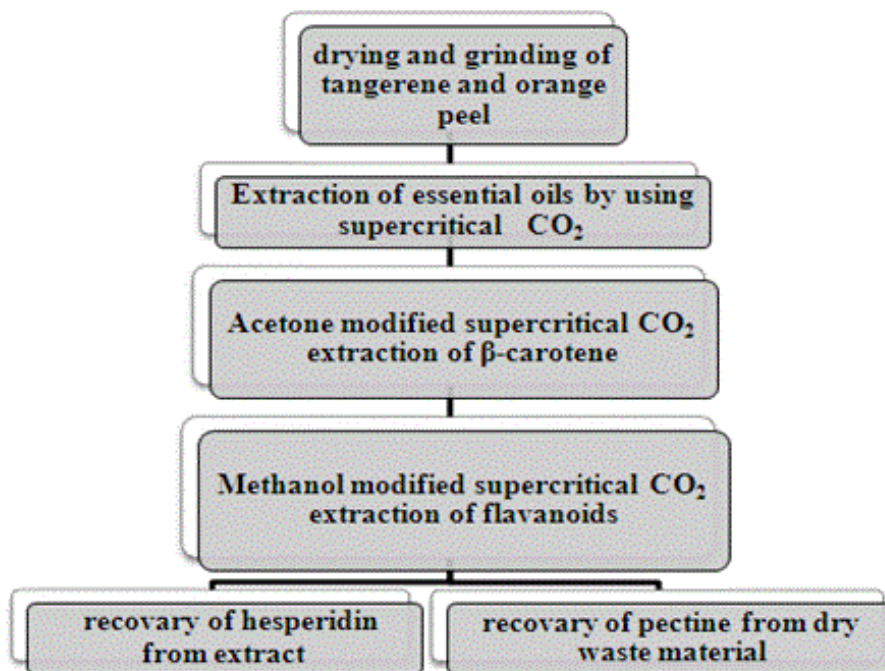 drying and grinding of
tangerene and orange
peel
Extraction of essential oils by using
supercritical CO₂
Acetone modified supercritical CO₂
extraction of β-carotene
Methanol modified supercritical CO₂
extraction of flavanoids
recovary of hesperidin
from extract
recovary of pectine from dry
waste material